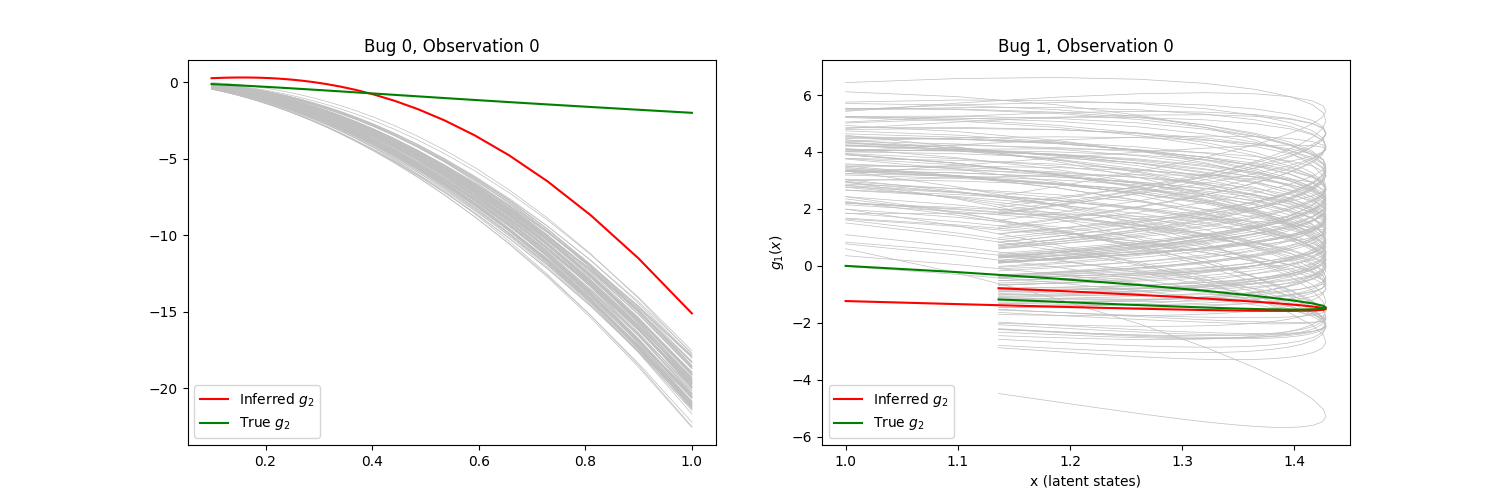 Bug 0, Observation 0
0
−5
−10
−15
−20
0.2 0.4 0.6 0.8 1.0
Inferred g₂
True g₂
Bug 1, Observation 0
g₁(x)
6
4
2
0
−2
−4
−6
1.0 1.1 1.2 1.3 1.4
x (latent states)
Inferred g₂
True g₂